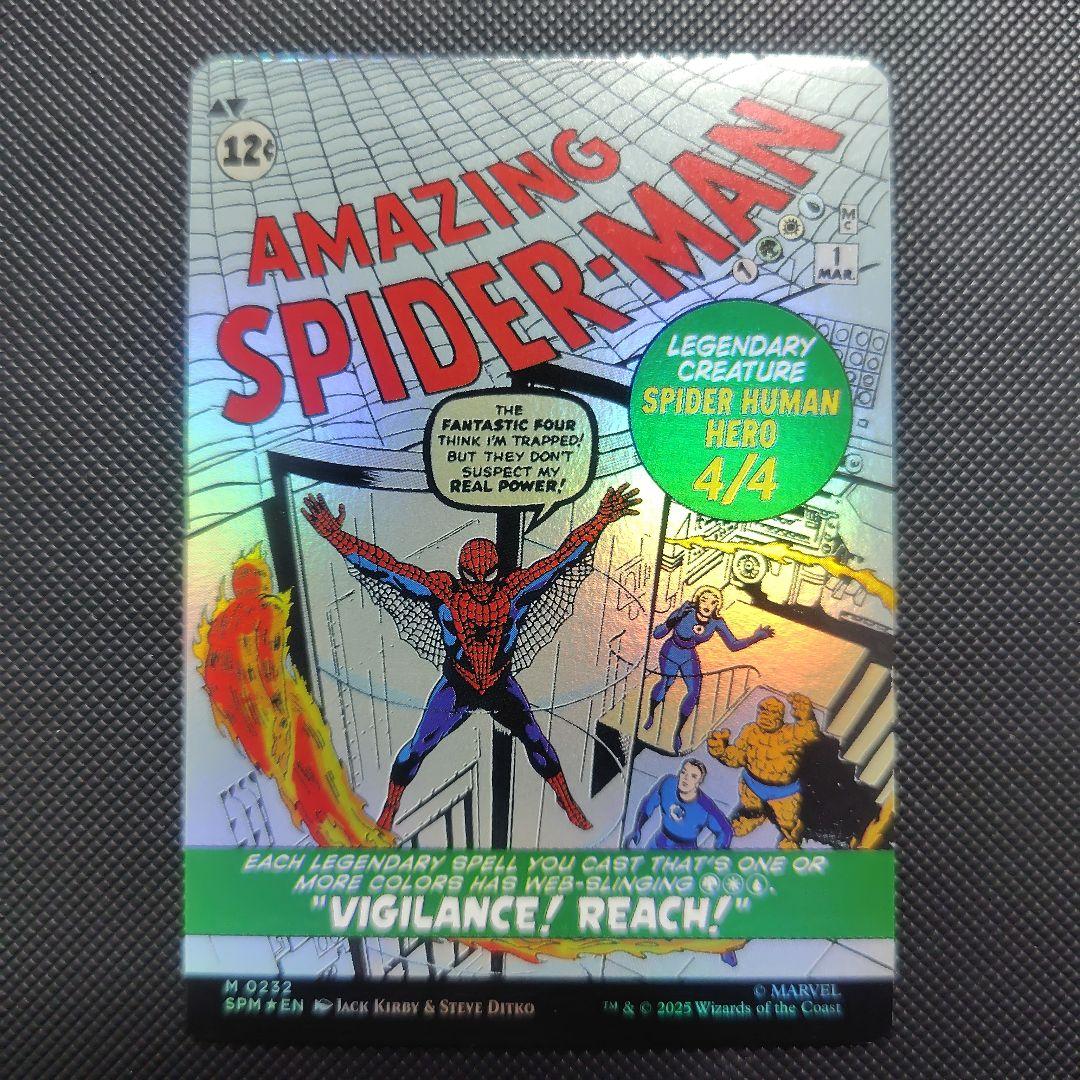 12¢
AMAZING
SPIDER-MAN
M
C
1
1
MAR.
LEGENDARY
CREATURE
SPIDER HUMAN
HERO
4/4
THE
FANTASTIC FOUR
THINK I'M TRAPPED!
BUT THEY DON'T
SUSPECT MY
REAL POWER!
4
EACH LEGENDARY SPELL YOU CAST THAT'S ONE OR
MORE COLORS HAS WEB-SLINGING.
"VIGILANCE! REACH!"
M 0232
SPM★EN JACK KIRBY & STEVE DITKO
© MARVEL
™ & © 2025 Wizards of the Coast